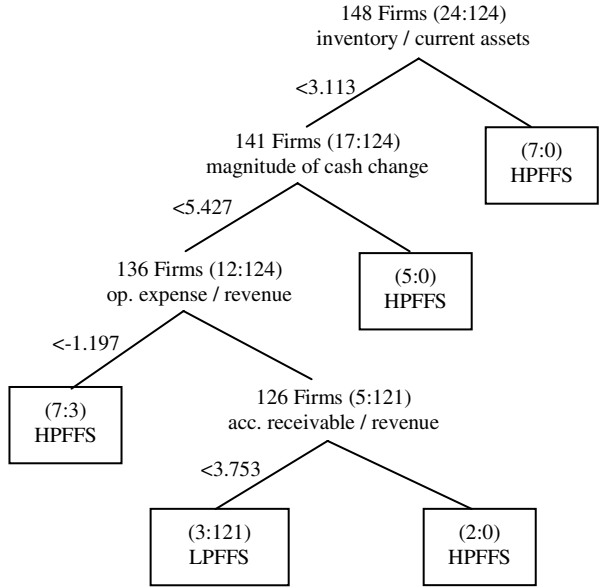 148 Firms (24:124)
inventory / current assets
<3.113
141 Firms (17:124)
magnitude of cash change
(7:0)
HPFFS
<5.427
136 Firms (12:124)
op. expense / revenue
(5:0)
HPFFS
<-1.197
126 Firms (5:121)
acc. receivable / revenue
(7:3)
HPFFS
<3.753
(3:121)
LPFFS
(2:0)
HPFFS